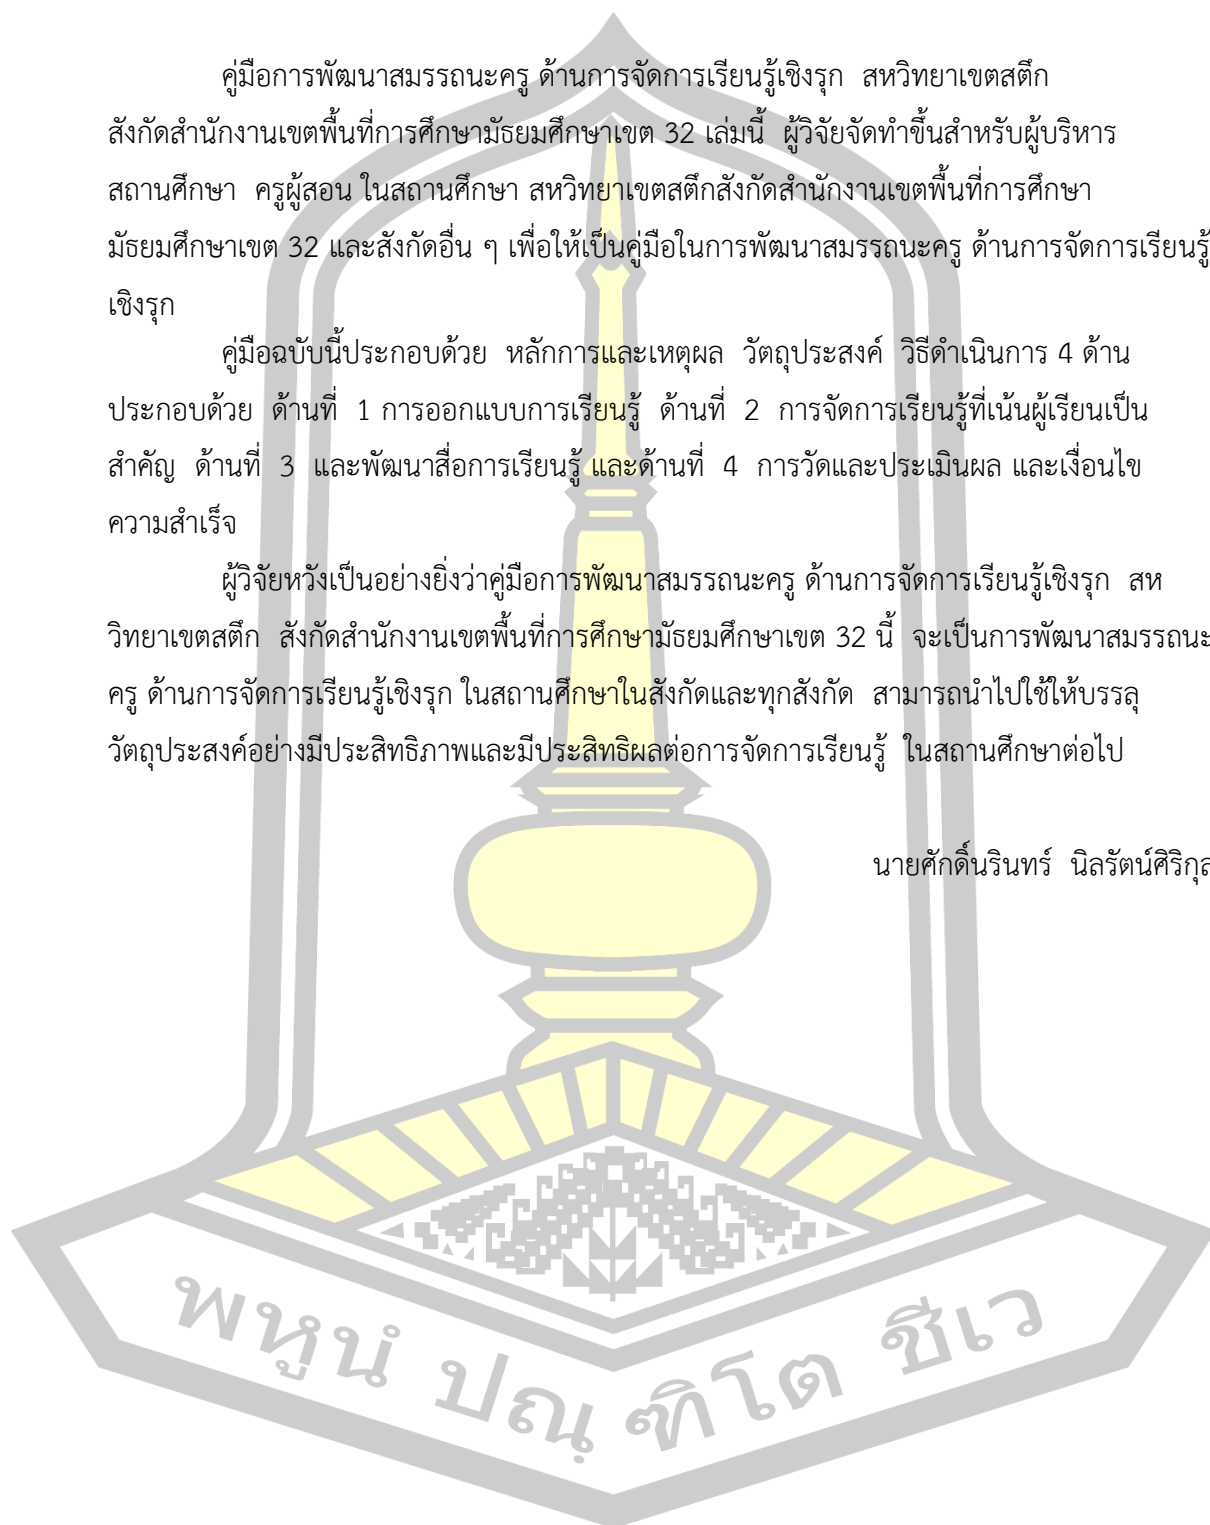 คู่มือการพัฒนาสมรรถนะครู ด้านการจัดการเรียนรู้เชิงรุก  สหวิทยาเขตสตึก
สังกัดสำนักงานเขตพื้นที่การศึกษามัธยมศึกษาเขต 32 เล่มนี้  ผู้วิจัยจัดทำขึ้นสำหรับผู้บริหาร
สถานศึกษา  ครูผู้สอน ในสถานศึกษา สหวิทยาเขตสตึกสังกัดสำนักงานเขตพื้นที่การศึกษา
มัธยมศึกษาเขต 32 และสังกัดอื่น ๆ เพื่อให้เป็นคู่มือในการพัฒนาสมรรถนะครู ด้านการจัดการเรียนรู้
เชิงรุก
คู่มือฉบับนี้ประกอบด้วย  หลักการและเหตุผล  วัตถุประสงค์  วิธีดำเนินการ 4 ด้าน
ประกอบด้วย  ด้านที่  1 การออกแบบการเรียนรู้  ด้านที่  2  การจัดการเรียนรู้ที่เน้นผู้เรียนเป็น
สำคัญ  ด้านที่  3  และพัฒนาสื่อการเรียนรู้ และด้านที่  4  การวัดและประเมินผล และเงื่อนไข
ความสำเร็จ
ผู้วิจัยหวังเป็นอย่างยิ่งว่าคู่มือการพัฒนาสมรรถนะครู ด้านการจัดการเรียนรู้เชิงรุก  สห
วิทยาเขตสตึก  สังกัดสำนักงานเขตพื้นที่การศึกษามัธยมศึกษาเขต 32 นี้  จะเป็นการพัฒนาสมรรถนะ
ครู ด้านการจัดการเรียนรู้เชิงรุก ในสถานศึกษาในสังกัดและทุกสังกัด  สามารถนำไปใช้ให้บรรลุ
วัตถุประสงค์อย่างมีประสิทธิภาพและมีประสิทธิผลต่อการจัดการเรียนรู้  ในสถานศึกษาต่อไป
นายศักดิ์นรินทร์  นิลรัตน์ศิริกุล
พหูนํ ปณฺ ฑิโต ชีเว